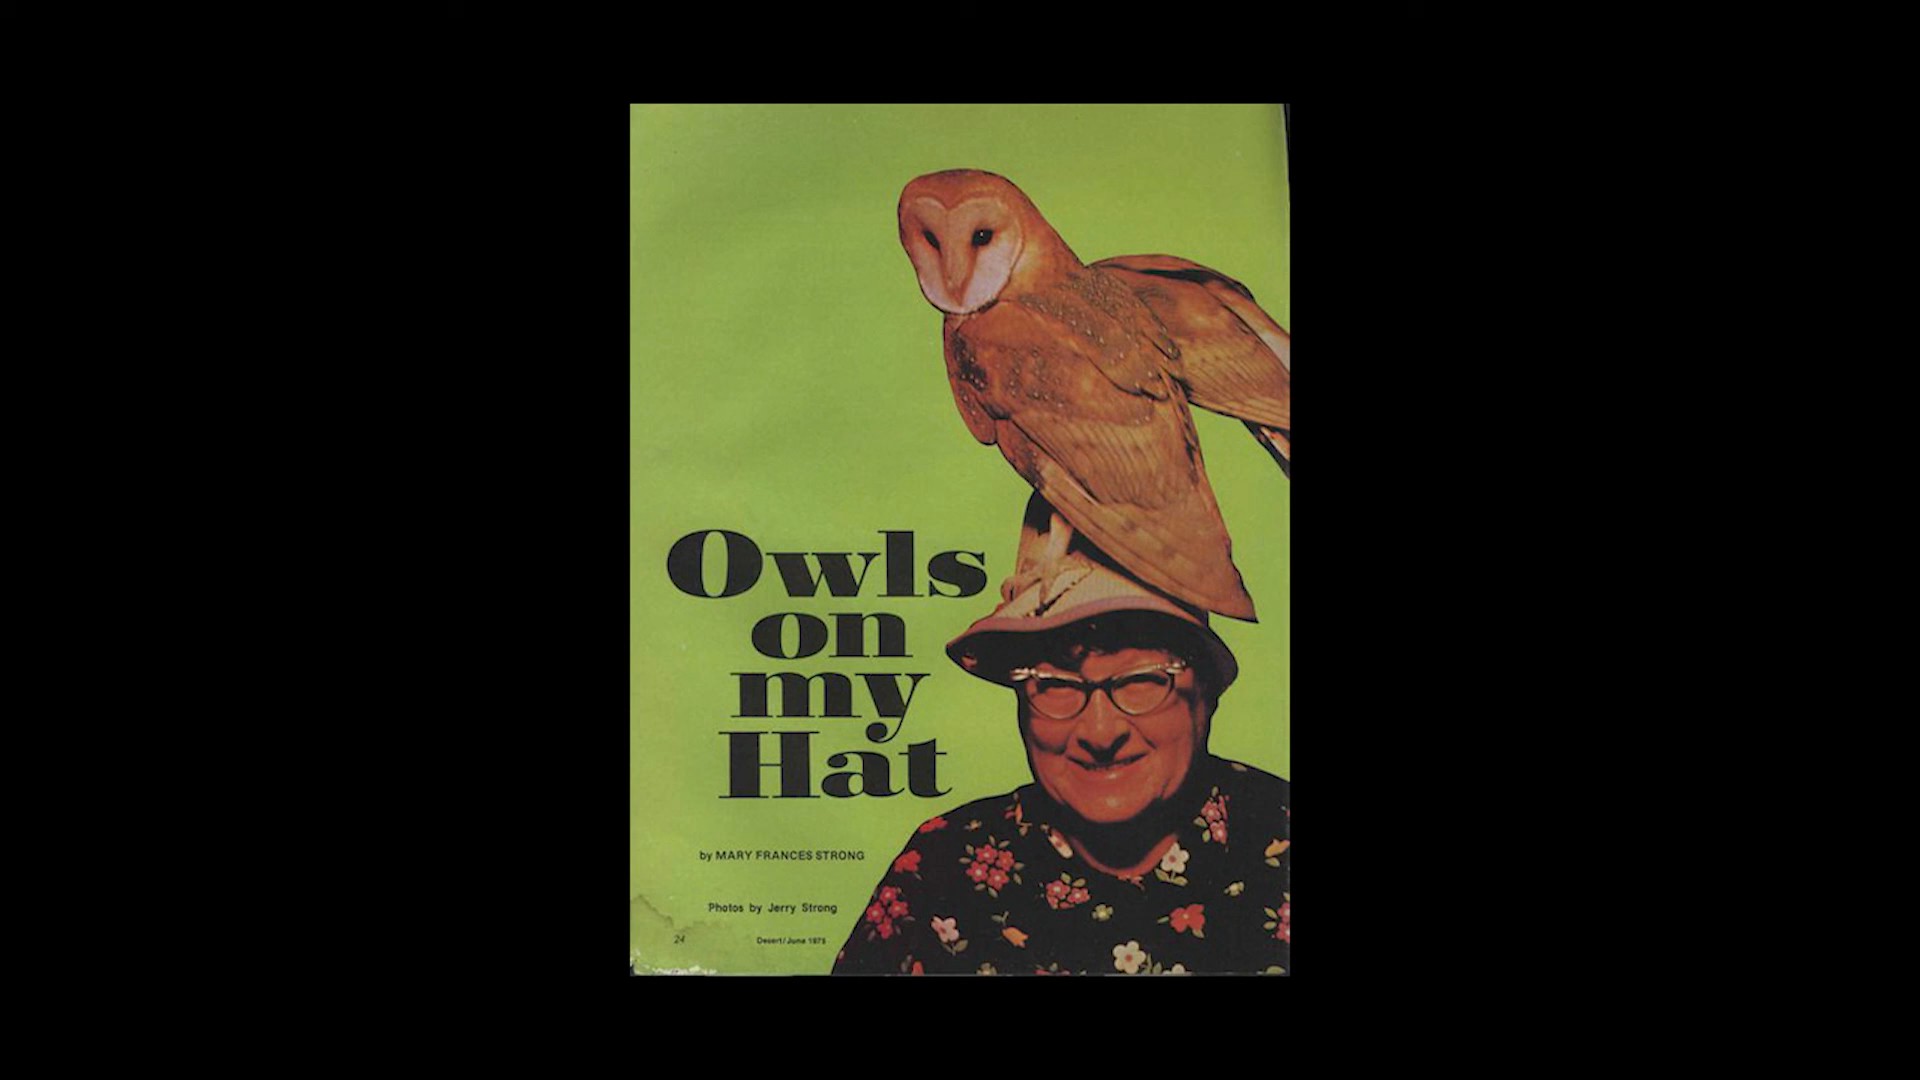 Owls
on
my
Hat
by MARY FRANCES STRONG
Photos by Jerry Strong
24
Desert/June 1975